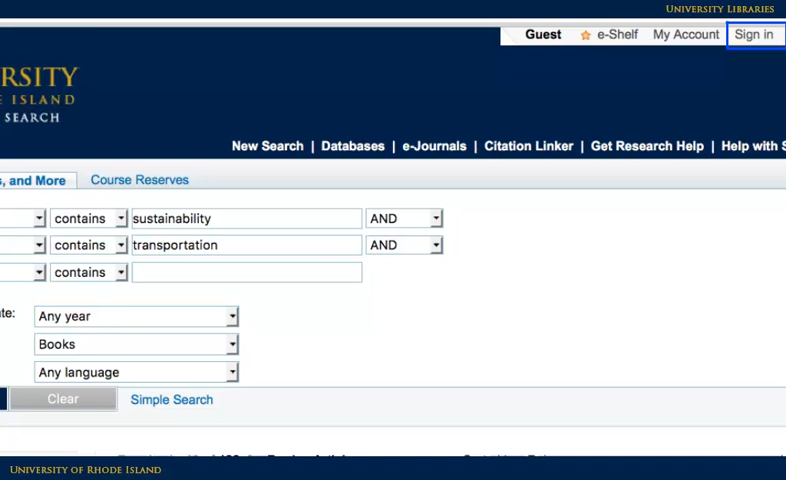 UNIVERSITY LIBRARIES
Guest e-Shelf My Account Sign in
RSITY
E ISLAND
SEARCH
New Search | Databases | e-Journals | Citation Linker | Get Research Help | Help with S
s, and More Course Reserves
contains sustainability AND
contains transportation AND
contains
te: Any year
Books
Any language
Clear Simple Search
UNIVERSITY OF RHODE ISLAND